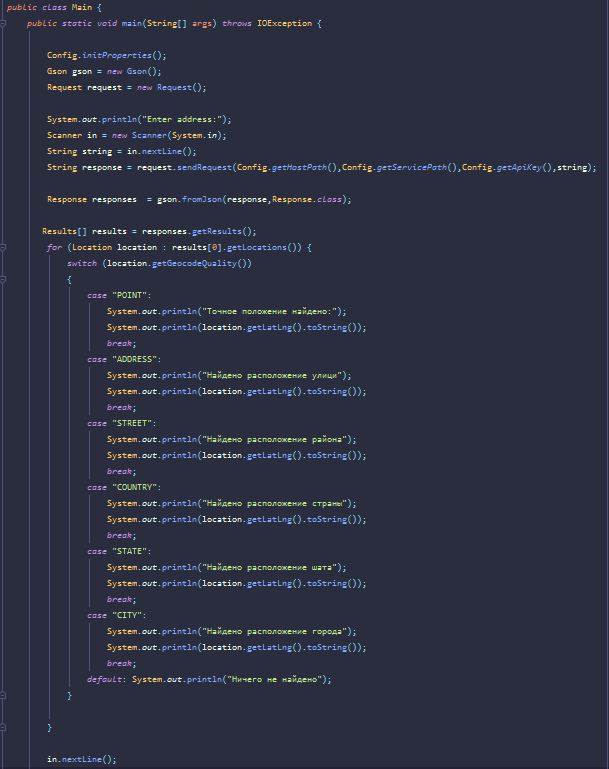 public class Main {
public static void main(String[] args) throws IOException {
Config.initProperties();
Gson gson = new Gson();
Request request = new Request();
System.out.println("Enter address:");
Scanner in = new Scanner(System.in);
String string = in.nextLine();
String response = request.sendRequest(Config.getHostPath(),Config.getServicePath(),Config.getApiKey(),string);
Response responses  = gson.fromJson(response,Response.class);
Results[] results = responses.getResults();
for (Location location : results[0].getLocations()) {
switch (location.getGeocodeQuality())
{
case "POINT":
System.out.println("Точное положение найдено:");
System.out.println(location.getLatLng().toString());
break;
case "ADDRESS":
System.out.println("Найдено расположение улици");
System.out.println(location.getLatLng().toString());
break;
case "STREET":
System.out.println("Найдено расположение района");
System.out.println(location.getLatLng().toString());
break;
case "COUNTRY":
System.out.println("Найдено расположение страны");
System.out.println(location.getLatLng().toString());
break;
case "STATE":
System.out.println("Найдено расположение шата");
System.out.println(location.getLatLng().toString());
break;
case "CITY":
System.out.println("Найдено расположение города");
System.out.println(location.getLatLng().toString());
break;
default: System.out.println("Ничего не найдено");
}
}
in.nextLine();